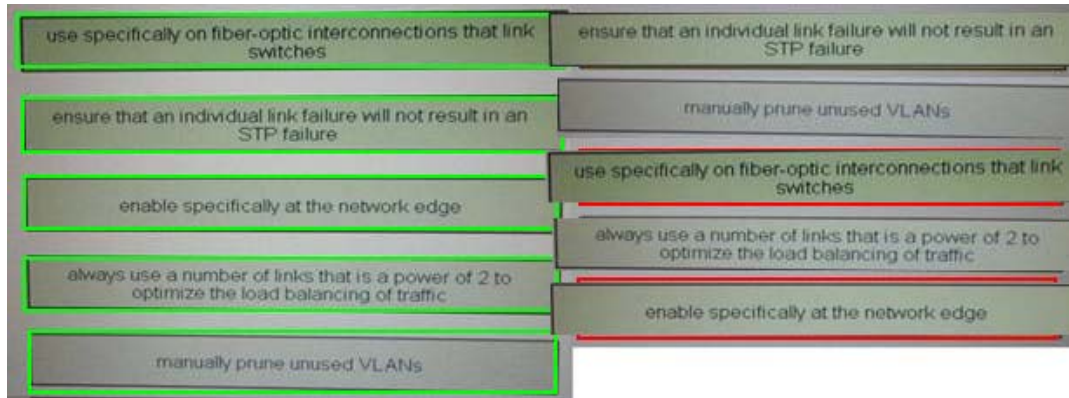 use specifically on fiber-optic interconnections that link
switches
ensure that an individual link failure will not result in an
STP failure
enable specifically at the network edge
always use a number of links that is a power of 2 to
optimize the load balancing of traffic
manually prune unused VLANs
ensure that an individual link failure will not result in an
STP failure
manually prune unused VLANs
use specifically on fiber-optic interconnections that link
switches
always use a number of links that is a power of 2 to
optimize the load balancing of traffic
enable specifically at the network edge